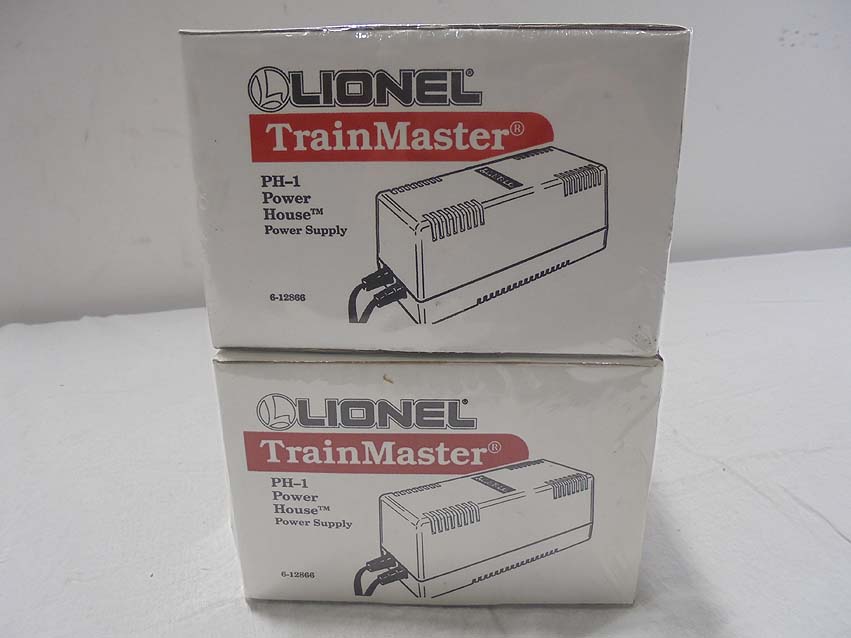 LIONEL®
TrainMaster®
PH-1
Power
House™
Power Supply
6-12866
LIONEL®
TrainMaster®
PH-1
Power
House™
Power Supply
6-12866